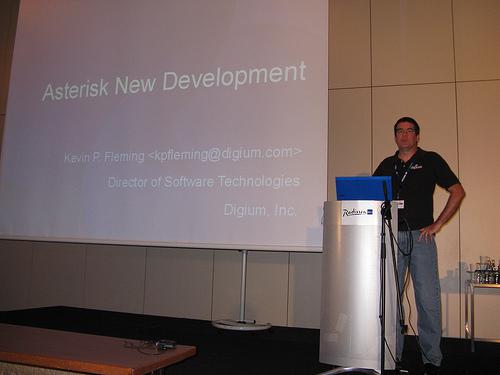 Asterisk New Development
Kevin P. Fleming <kpfleming@digium.com>
Director of Software Technologies
Digium, Inc.
Radisson